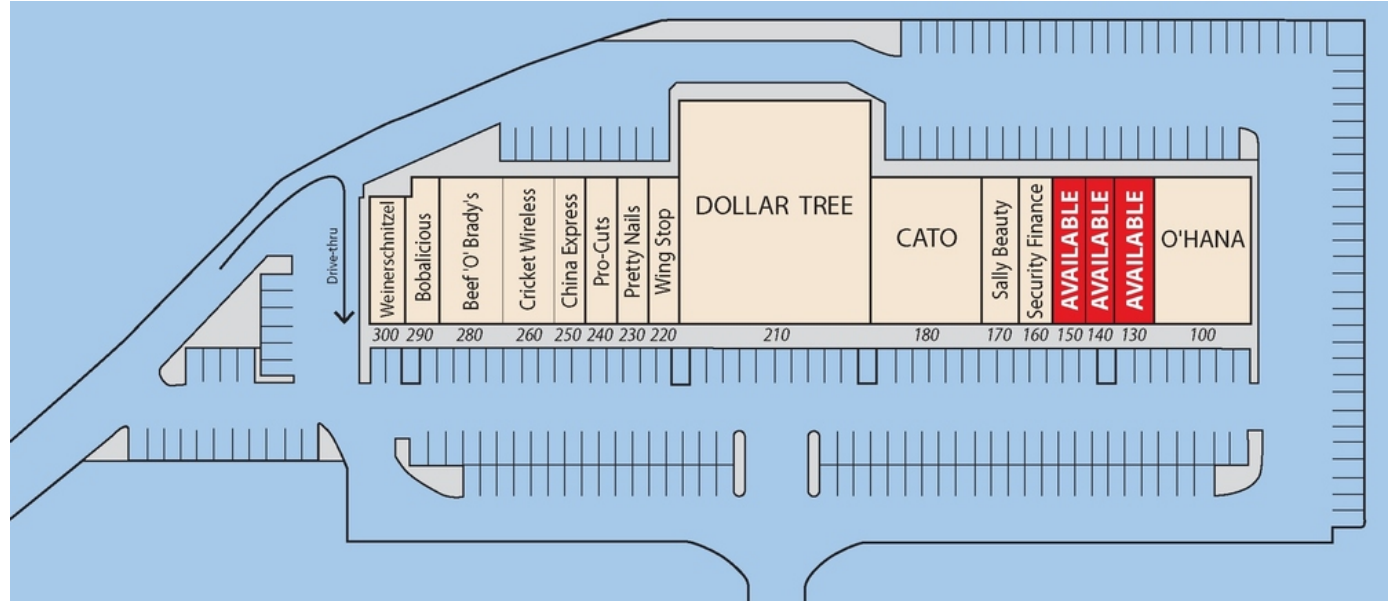 Drive-thru
Weinerschnitzel
Bobalicious
Beef 'O' Brady's
Cricket Wireless
China Express
Pro-Cuts
Pretty Nails
Wing Stop
DOLLAR TREE
CATO
Sally Beauty
Security Finance
AVAILABLE
AVAILABLE
AVAILABLE
O'HANA
300 290 280 260 250 240 230 220 210 180 170 160 150 140 130 100